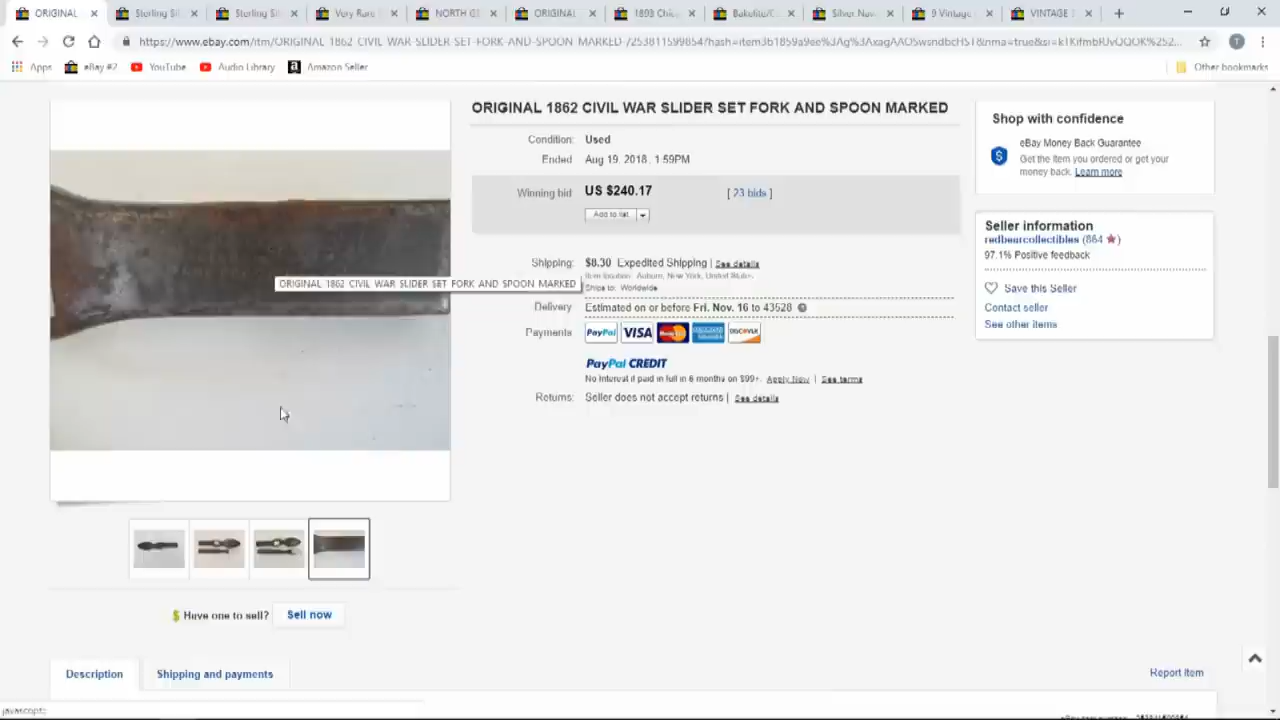 ORIGINAL
Sterling Sil
Sterling Sil
Very Rare
NORTH GE
ORIGINAL
1893 Chic
Bakelite/C
Silver Nav
9 Vintage
VINTAGE
Apps
eBay #2
YouTube
Audio Library
Amazon Seller
Other bookmarks
ORIGINAL 1862 CIVIL WAR SLIDER SET FORK AND SPOON MARKED
Condition: Used
Ended Aug 19, 2018, 1:59PM
Winning bid: US $240.17 [ 23 bids ]
Add to list
Shipping: $8.30 Expedited Shipping | See details
Item location: Auburn, New York, United States
Ships to: Worldwide
ORIGINAL 1862 CIVIL WAR SLIDER SET FORK AND SPOON MARKED
Delivery Estimated on or before Fri. Nov. 16 to 43528
Payments PayPal VISA MasterCard DISCOVER
PayPal CREDIT
No interest if paid in full in 6 months on $99+. Apply Now | See terms
Returns: Seller does not accept returns | See details
Shop with confidence
eBay Money Back Guarantee
Get the item you ordered or get your
money back. Learn more
Seller information
redbearcollectibles (864 ★)
97.1% Positive feedback
Save this Seller
Contact seller
See other items
$ Have one to sell? Sell now
Description
Shipping and payments
Report item